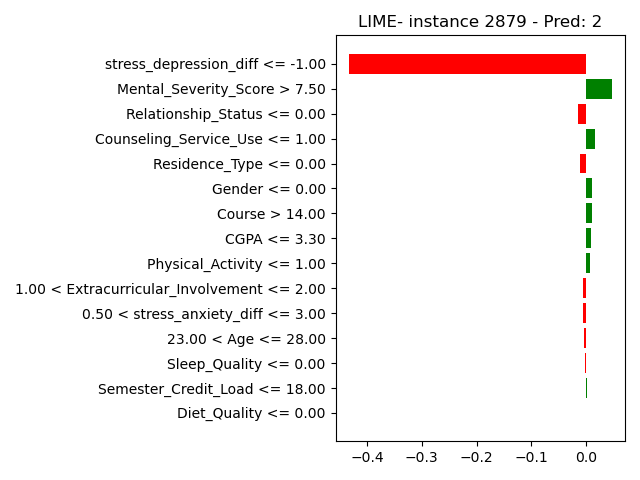 LIME- instance 2879 - Pred: 2
stress_depression_diff <= -1.00
Mental_Severity_Score > 7.50
Relationship_Status <= 0.00
Counseling_Service_Use <= 1.00
Residence_Type <= 0.00
Gender <= 0.00
Course > 14.00
CGPA <= 3.30
Physical_Activity <= 1.00
1.00 < Extracurricular_Involvement <= 2.00
0.50 < stress_anxiety_diff <= 3.00
23.00 < Age <= 28.00
Sleep_Quality <= 0.00
Semester_Credit_Load <= 18.00
Diet_Quality <= 0.00
−0.4 −0.3 −0.2 −0.1 0.0